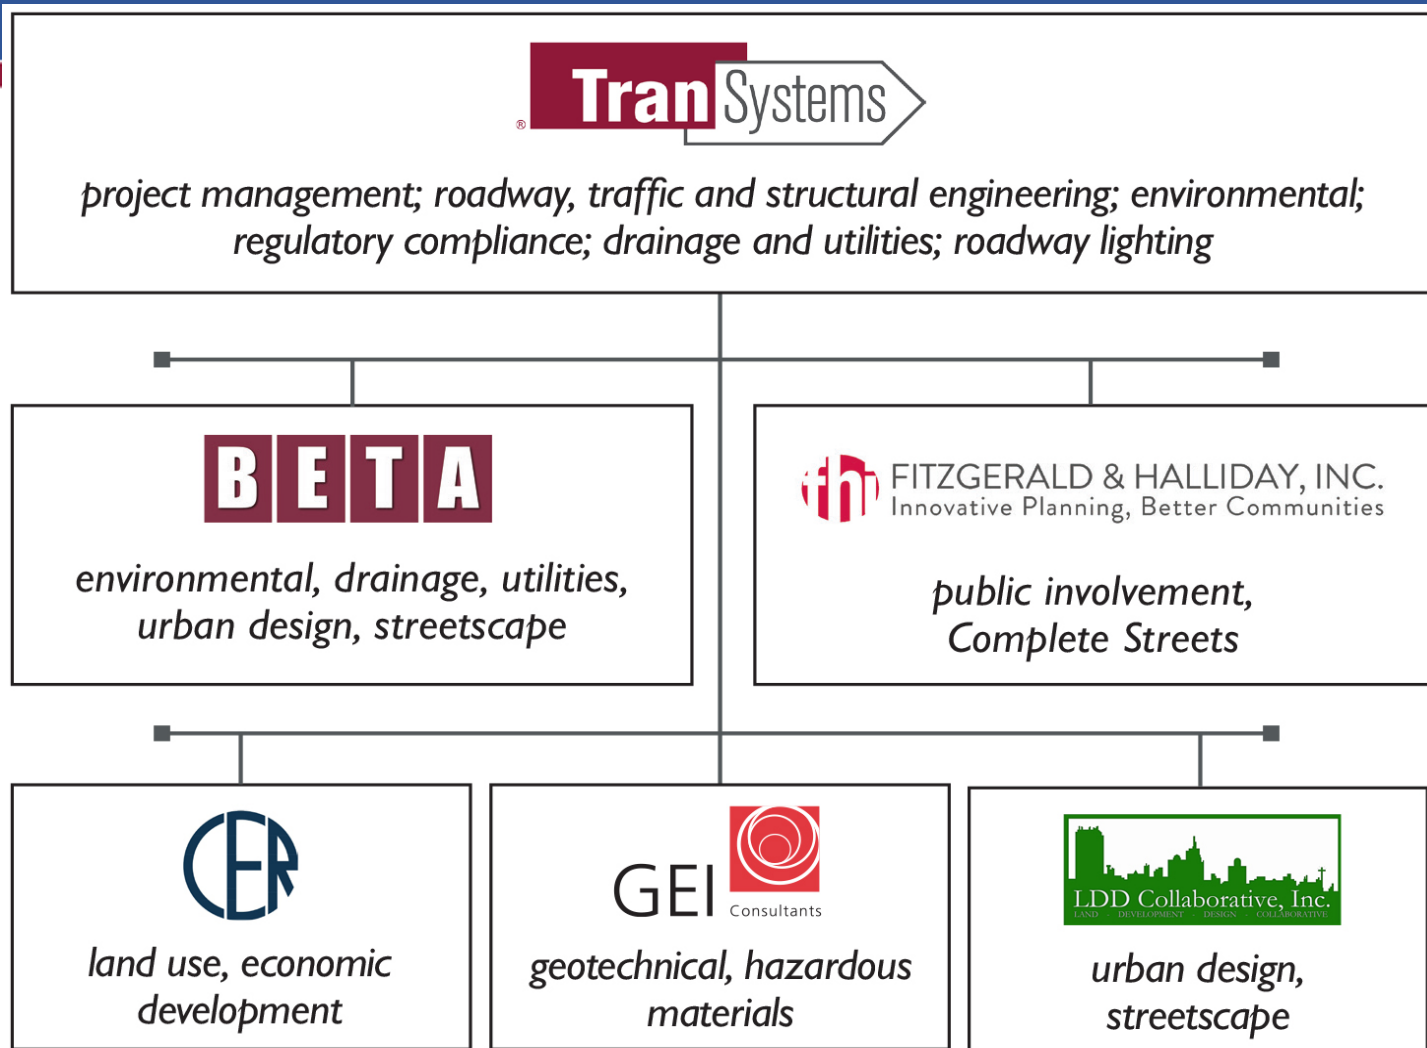 TranSystems
®
project management; roadway, traffic and structural engineering; environmental;
regulatory compliance; drainage and utilities; roadway lighting
BETA
environmental, drainage, utilities,
urban design, streetscape
fhi FITZGERALD & HALLIDAY, INC.
Innovative Planning, Better Communities
public involvement,
Complete Streets
CER
land use, economic
development
GEI
Consultants
geotechnical, hazardous
materials
LDD Collaborative, Inc.
LAND - DEVELOPMENT - DESIGN - COLLABORATIVE
urban design,
streetscape